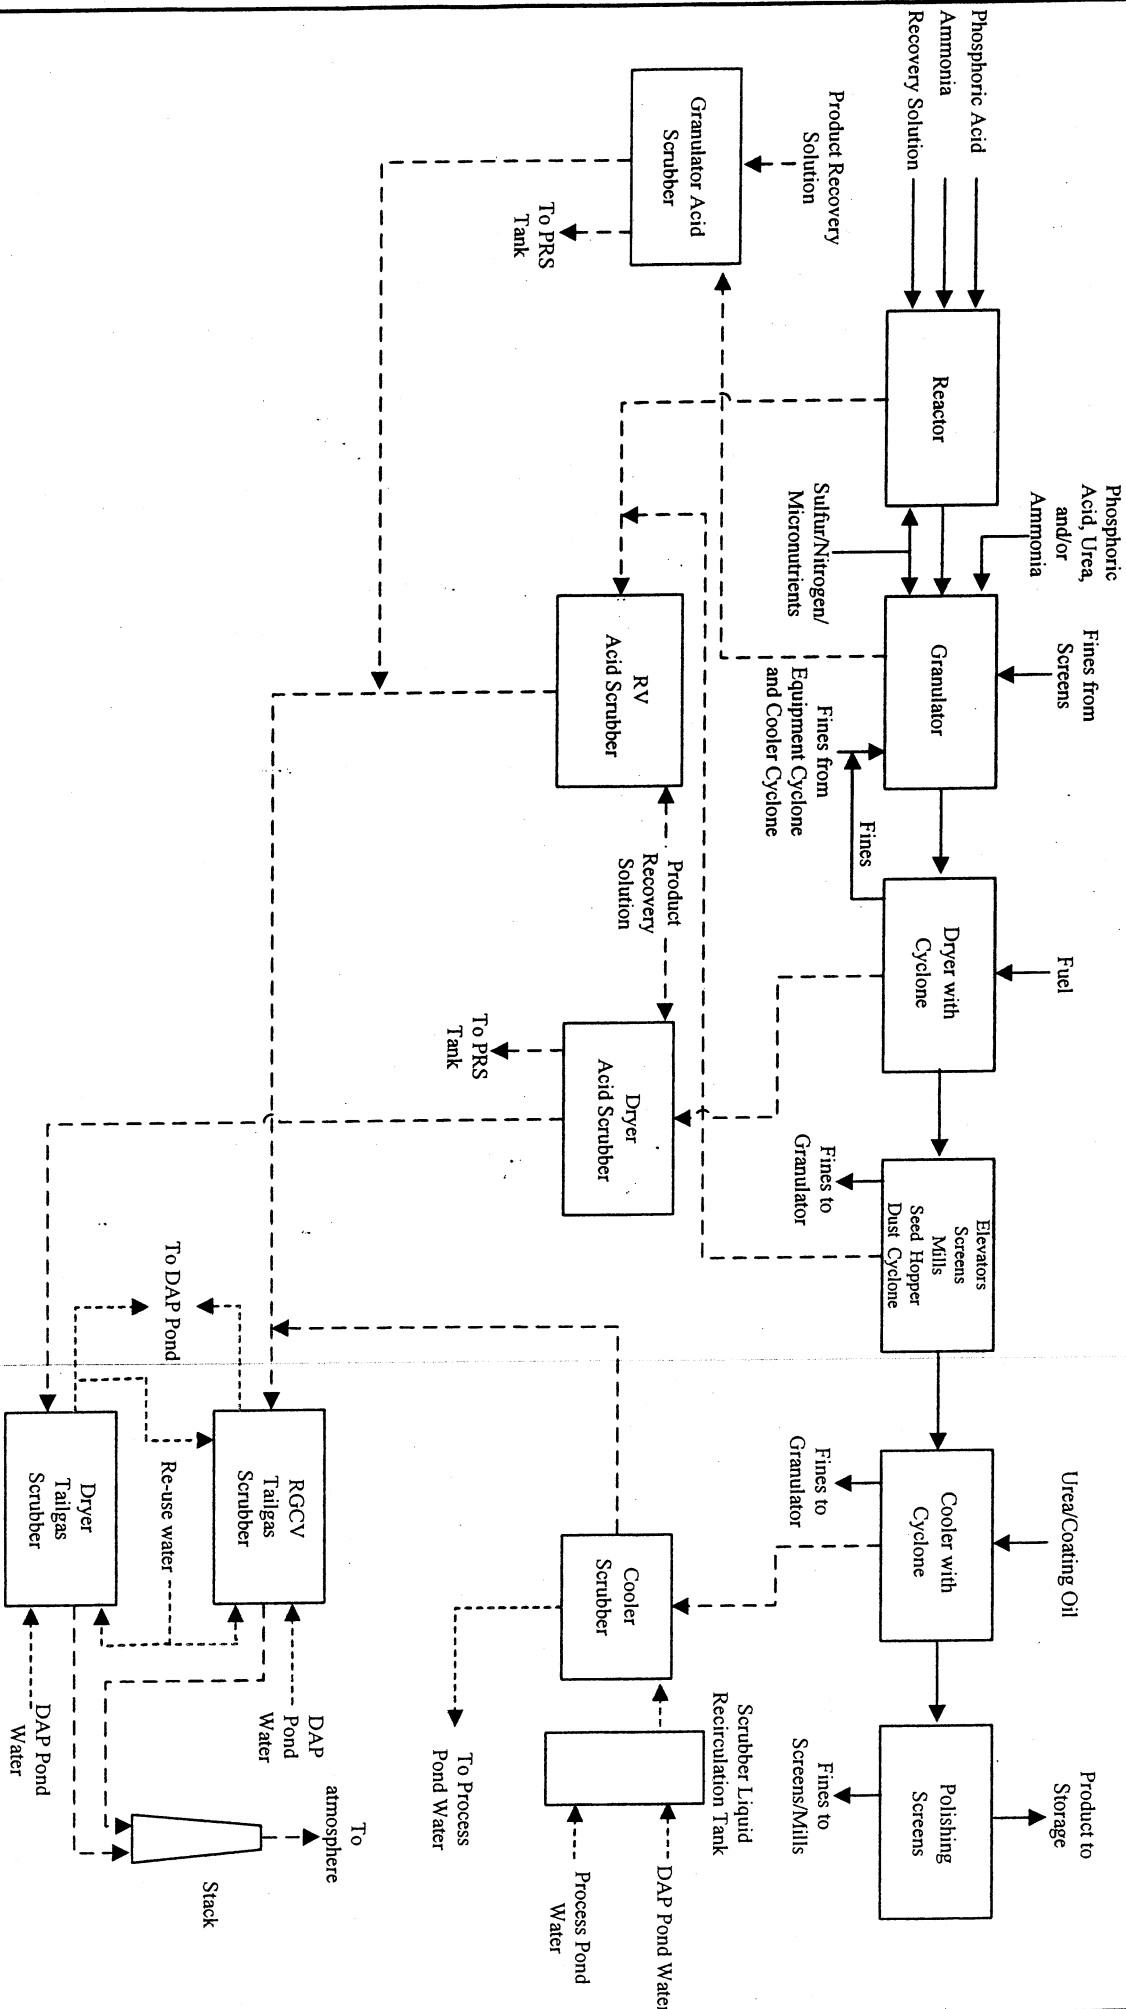 Phosphoric Acid
Ammonia
Recovery Solution
Reactor
Phosphoric
Acid, Urea,
and/or
Ammonia
Sulfur/Nitrogen/
Micronutrients
Fines from
Screens
Granulator
Fines from
Equipment Cyclone
and Cooler Cyclone
Fines
Fuel
Dryer with
Cyclone
Elevators
Screens
Mills
Seed Hopper
Dust Cyclone
Fines to
Granulator
Urea/Coating Oil
Cooler with
Cyclone
Fines to
Granulator
Product to
Storage
Polishing
Screens
Fines to
Screens/Mills
Product Recovery
Solution
Granulator Acid
Scrubber
To PRS
Tank
RV
Acid Scrubber
Product
Recovery
Solution
Dryer
Acid Scrubber
To PRS
Tank
Cooler
Scrubber
Scrubber Liquid
Recirculation Tank
DAP Pond Water
Process Pond
Water
To Process
Pond Water
RGCV
Tailgas
Scrubber
DAP
Pond
Water
To DAP Pond
Re-use water
Dryer
Tailgas
Scrubber
DAP Pond
Water
To
atmosphere
Stack